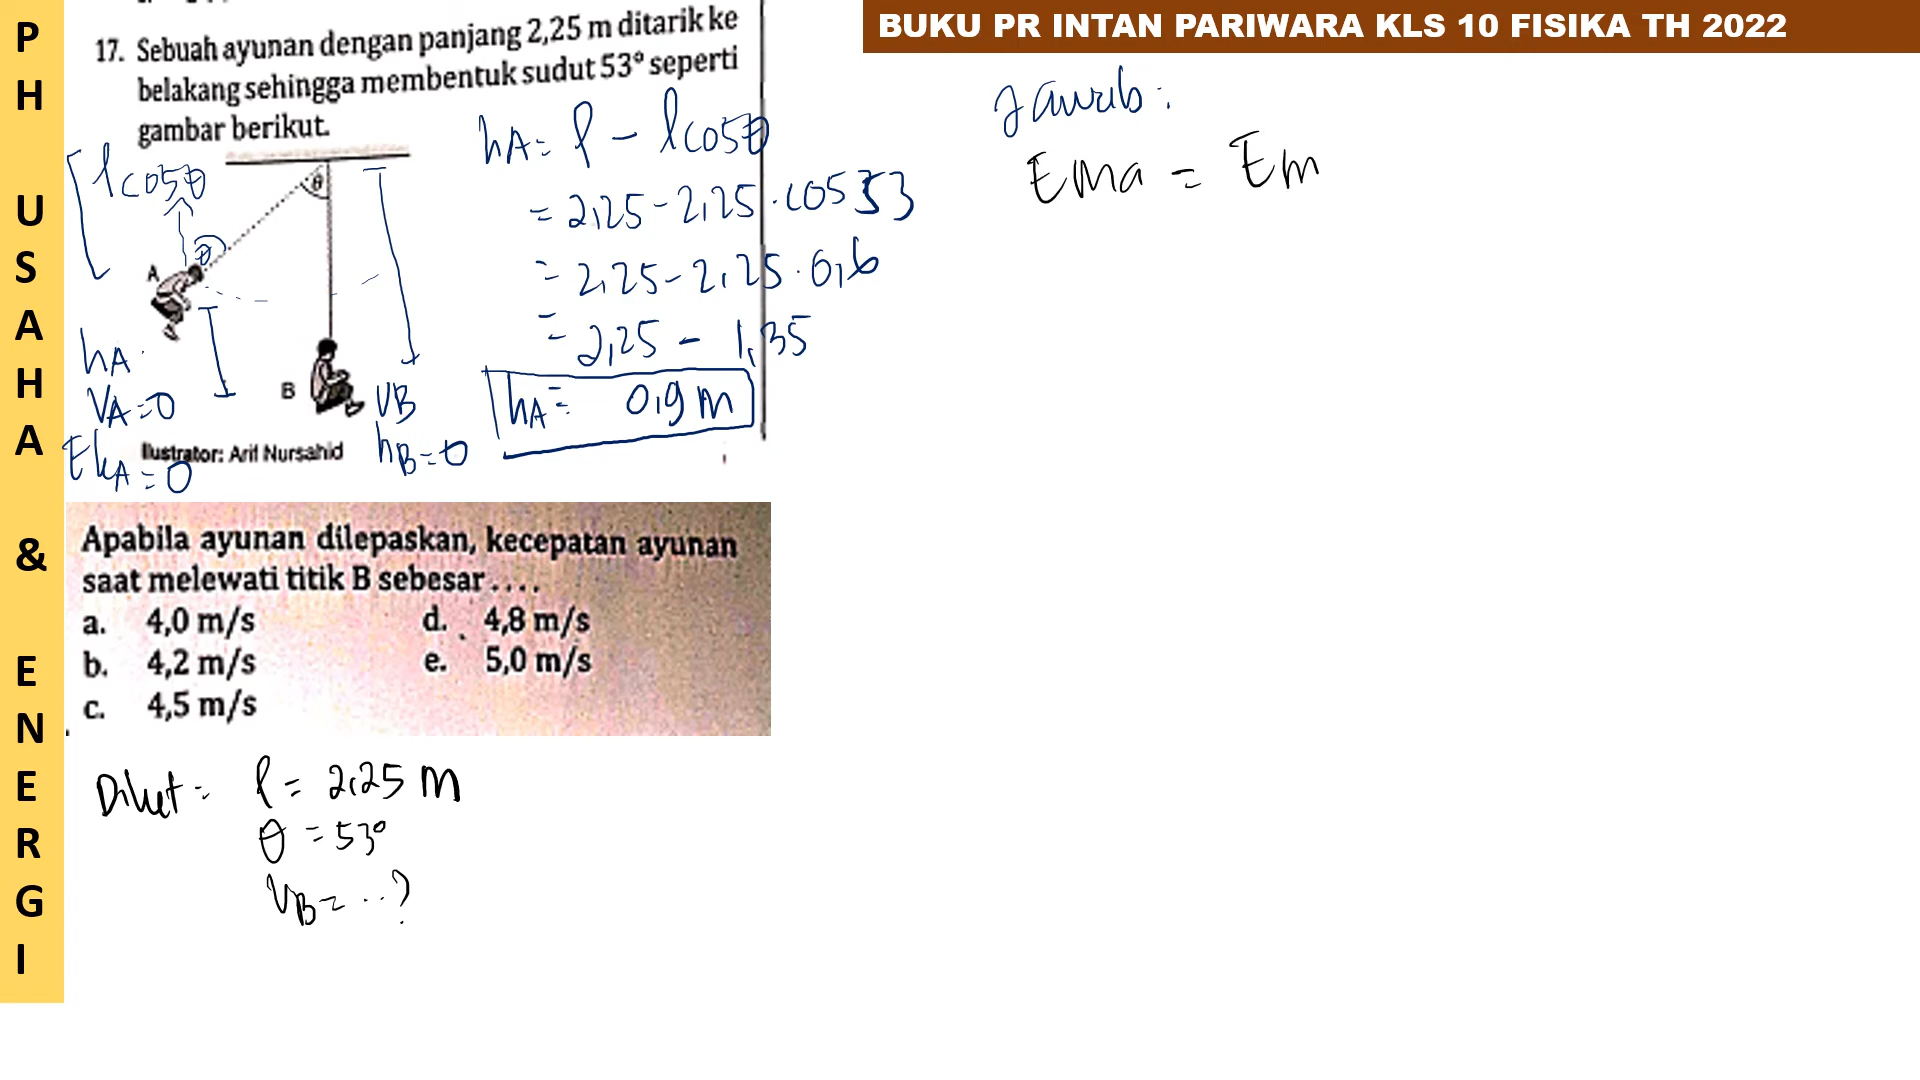 P
H
U
S
A
H
A
&
E
N
E
R
G
I
BUKU PR INTAN PARIWARA KLS 10 FISIKA TH 2022
17. Sebuah ayunan dengan panjang 2,25 m ditarik ke
belakang sehingga membentuk sudut 53° seperti
gambar berikut.
l cosθ
θ
θ
A
B
hA
VA=0
EkA=0
VB
hB=0
Ilustrator: Arif Nursahid
hA= l - l cosθ
= 2,25 - 2,25 . cos 53
= 2,25 - 2,25 . 0,6
= 2,25 - 1,35
hA= 0,9 m
Apabila ayunan dilepaskan, kecepatan ayunan
saat melewati titik B sebesar . . . .
a. 4,0 m/s d. 4,8 m/s
b. 4,2 m/s e. 5,0 m/s
c. 4,5 m/s
Diket = l = 2,25 m
θ = 53°
VB = ..?
Jawab :
EMA = EM